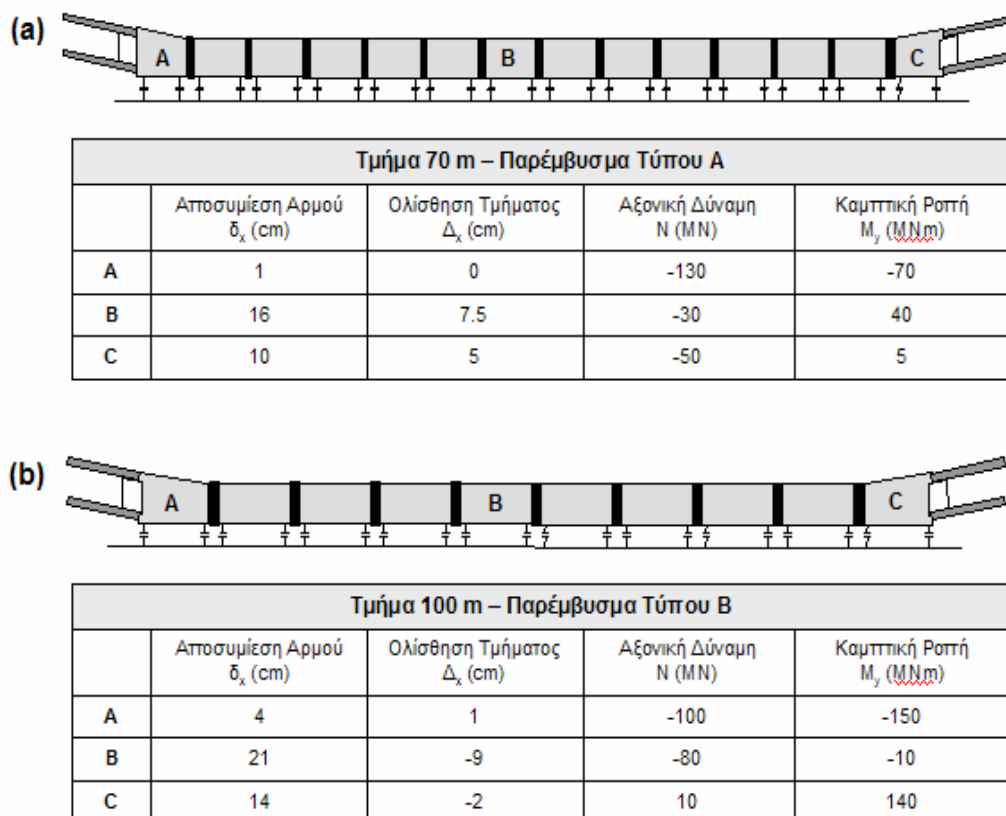 (a)
A B C
Τμήμα 70 m – Παρέμβυσμα Τύπου Α
Αποσυμίεση Αρμού Ολίσθηση Τμήματος Αξονική Δύναμη Καμπτική Ροπή
δx (cm) Δx (cm) N (MN) My (MNm)
A 1 0 -130 -70
B 16 7.5 -30 40
C 10 5 -50 5
(b)
A B C
Τμήμα 100 m – Παρέμβυσμα Τύπου Β
Αποσυμίεση Αρμού Ολίσθηση Τμήματος Αξονική Δύναμη Καμπτική Ροπή
δx (cm) Δx (cm) N (MN) My (MNm)
A 4 1 -100 -150
B 21 -9 -80 -10
C 14 -2 10 140